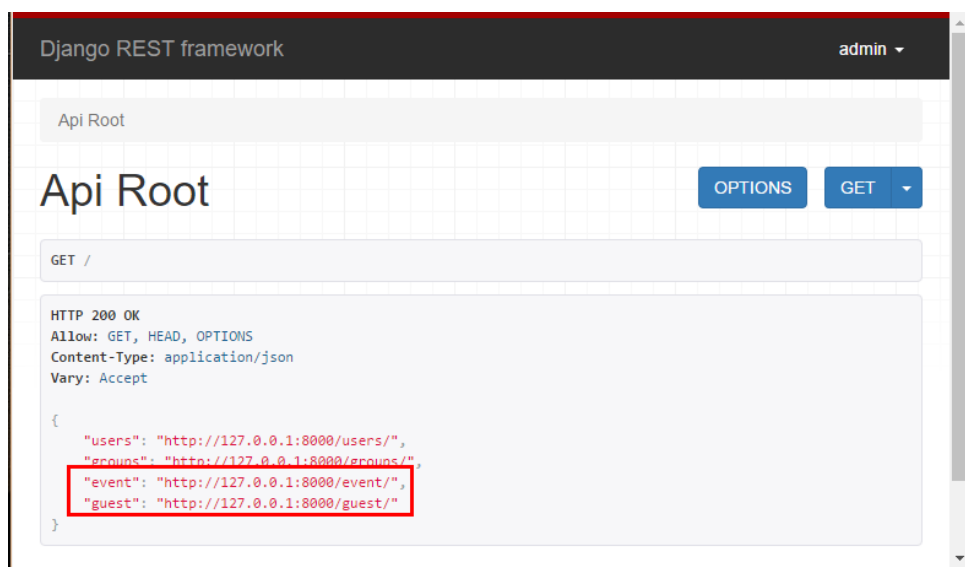 Django REST framework admin
Api Root
Api Root OPTIONS GET
GET /
HTTP 200 OK
Allow: GET, HEAD, OPTIONS
Content-Type: application/json
Vary: Accept
{
"users": "http://127.0.0.1:8000/users/",
"groups": "http://127.0.0.1:8000/groups/",
"event": "http://127.0.0.1:8000/event/",
"guest": "http://127.0.0.1:8000/guest/"
}